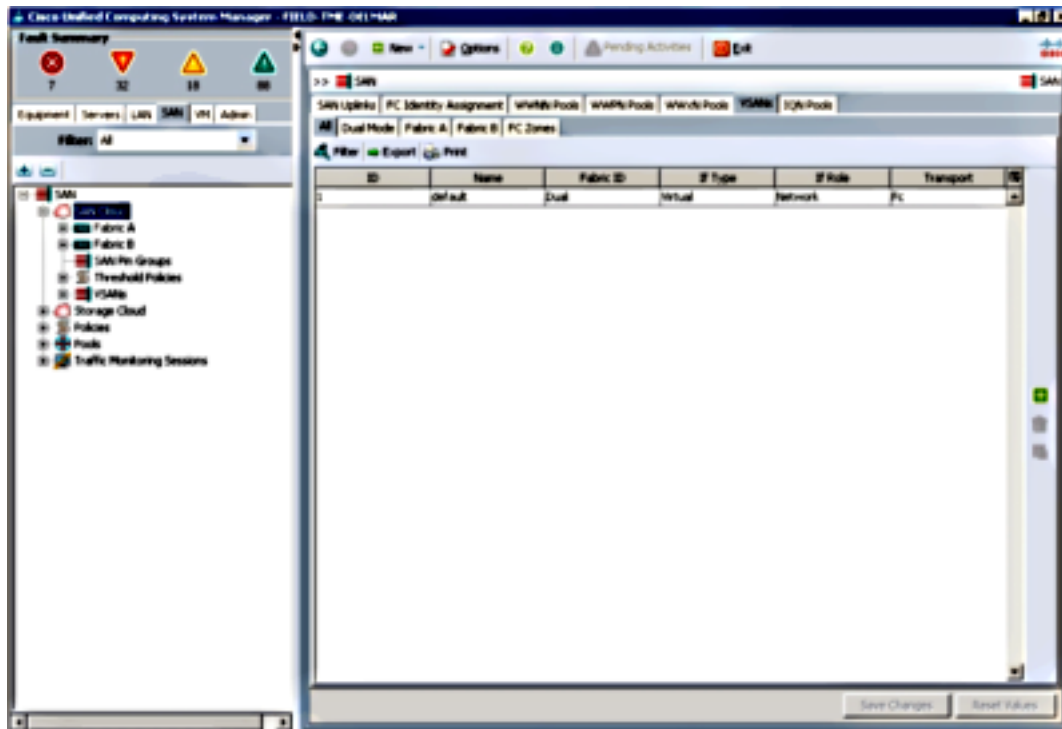 Cisco Unified Computing System Manager - FIELD-TME-DELMAR
Fault Summary
7 32 18 88
Equipment Servers LAN SAN VM Admin
Filter: All
SAN
Fabric A
Fabric B
SAN Pin Groups
Threshold Policies
VSANs
Storage Cloud
Policies
Pools
Traffic Monitoring Sessions
New Options Pending Activities Exit
>> SAN SAN
SAN Uplinks FC Identity Assignment WWNN Pools WWPN Pools WWxN Pools VSANs IQN Pools
All Dual Mode Fabric A Fabric B FC Zones
Filter Export Print
ID Name Fabric ID If Type If Role Transport
1 default Dual Virtual Network Fc
Save Changes Reset Values